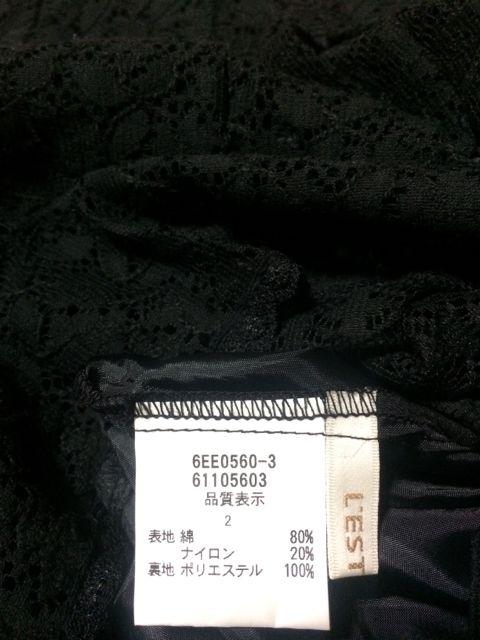 6EE0560-3
61105603
品質表示
2
表地 綿 80%
ナイロン 20%
裏地 ポリエステル 100%
L'EST